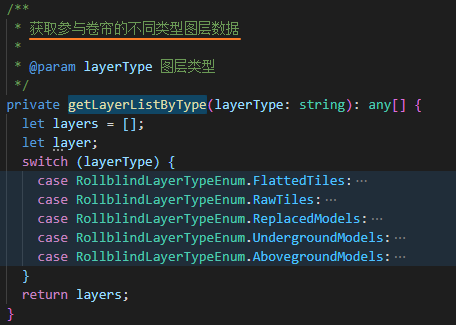 /**
 * 获取参与卷帘的不同类型图层数据
 *
 * @param layerType 图层类型
 */
private getLayerListByType(layerType: string): any[] {
  let layers = [];
  let layer;
  switch (layerType) {
    case RollblindLayerTypeEnum.FlattedTiles:⋯
    case RollblindLayerTypeEnum.RawTiles:⋯
    case RollblindLayerTypeEnum.ReplacedModels:⋯
    case RollblindLayerTypeEnum.UndergroundModels:⋯
    case RollblindLayerTypeEnum.AbovegroundModels:⋯
  }
  return layers;
}